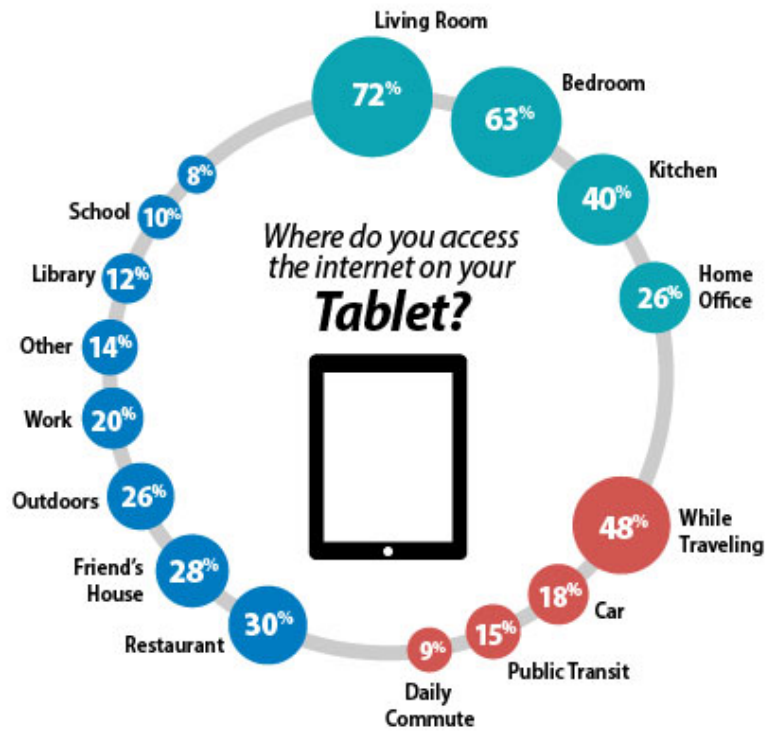 Living Room
72%
Bedroom
63%
Kitchen
40%
Home
Office
26%
While
Traveling
48%
Car
18%
Public Transit
15%
Daily
Commute
9%
Restaurant
30%
Friend's
House
28%
Outdoors
26%
Work
20%
Other
14%
Library
12%
School
10%
8%
Where do you access
the internet on your
Tablet?